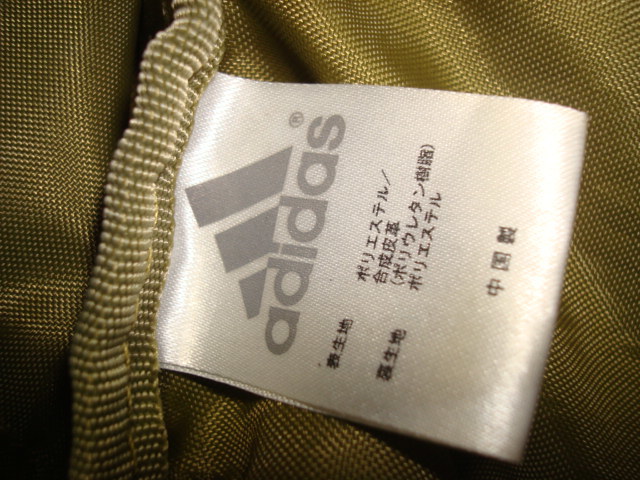 adidas®
表生地 ポリエステル/
合成皮革
(ポリウレタン樹脂)
裏生地 ポリエステル
中国製